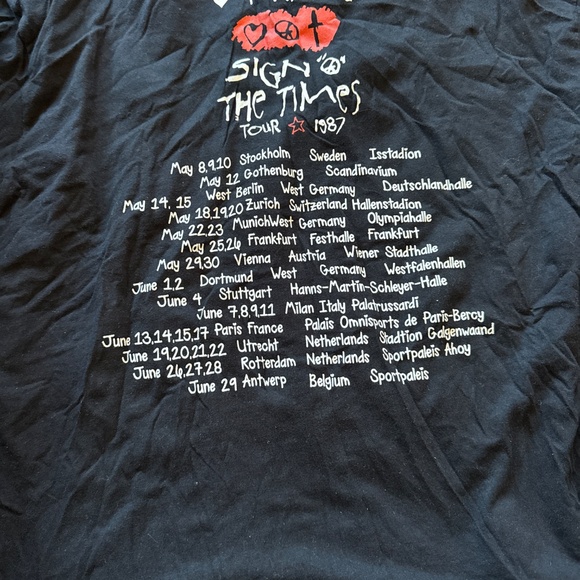 SIGN "☮"
THE TIMES
TOUR ☆ 1987
May 8,9,10 Stockholm Sweden Isstadion
May 12 Gothenburg Scandinavium
May 14, 15 West Berlin West Germany Deutschlandhalle
May 18,19,20 Zurich Switzerland Hallenstadion
May 22,23 MunichWest Germany Olympiahalle
May 25,26 Frankfurt Festhalle Frankfurt
May 29,30 Vienna Austria Wiener Stadthalle
June 1,2 Dortmund West Germany Westfalenhallen
June 4 Stuttgart Hanns-Martin-Schleyer-Halle
June 7,8,9,11 Milan Italy Palatrussardi
June 13,14,15,17 Paris France Palais Omnisports de Paris-Bercy
June 19,20,21,22 Utrecht Netherlands Stadtion Galgenwaand
June 26,27,28 Rotterdam Netherlands Sportpaleis Ahoy
June 29 Antwerp Belgium Sportpaleis